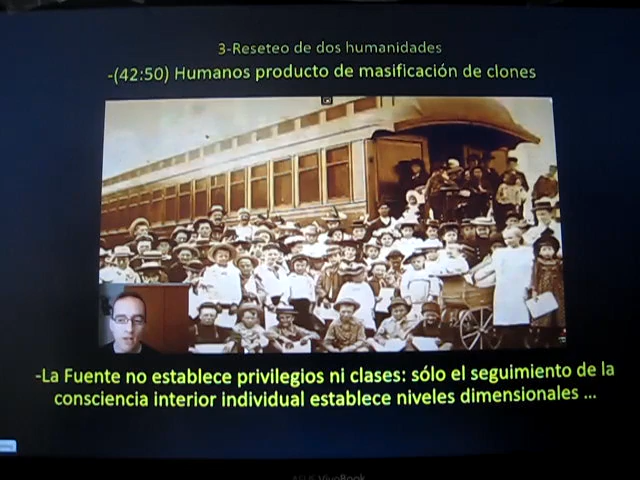 3-Reseteo de dos humanidades
-(42:50) Humanos producto de masificación de clones
-La Fuente no establece privilegios ni clases: sólo el seguimiento de la
consciencia interior individual establece niveles dimensionales ...
ASUS VivoBook